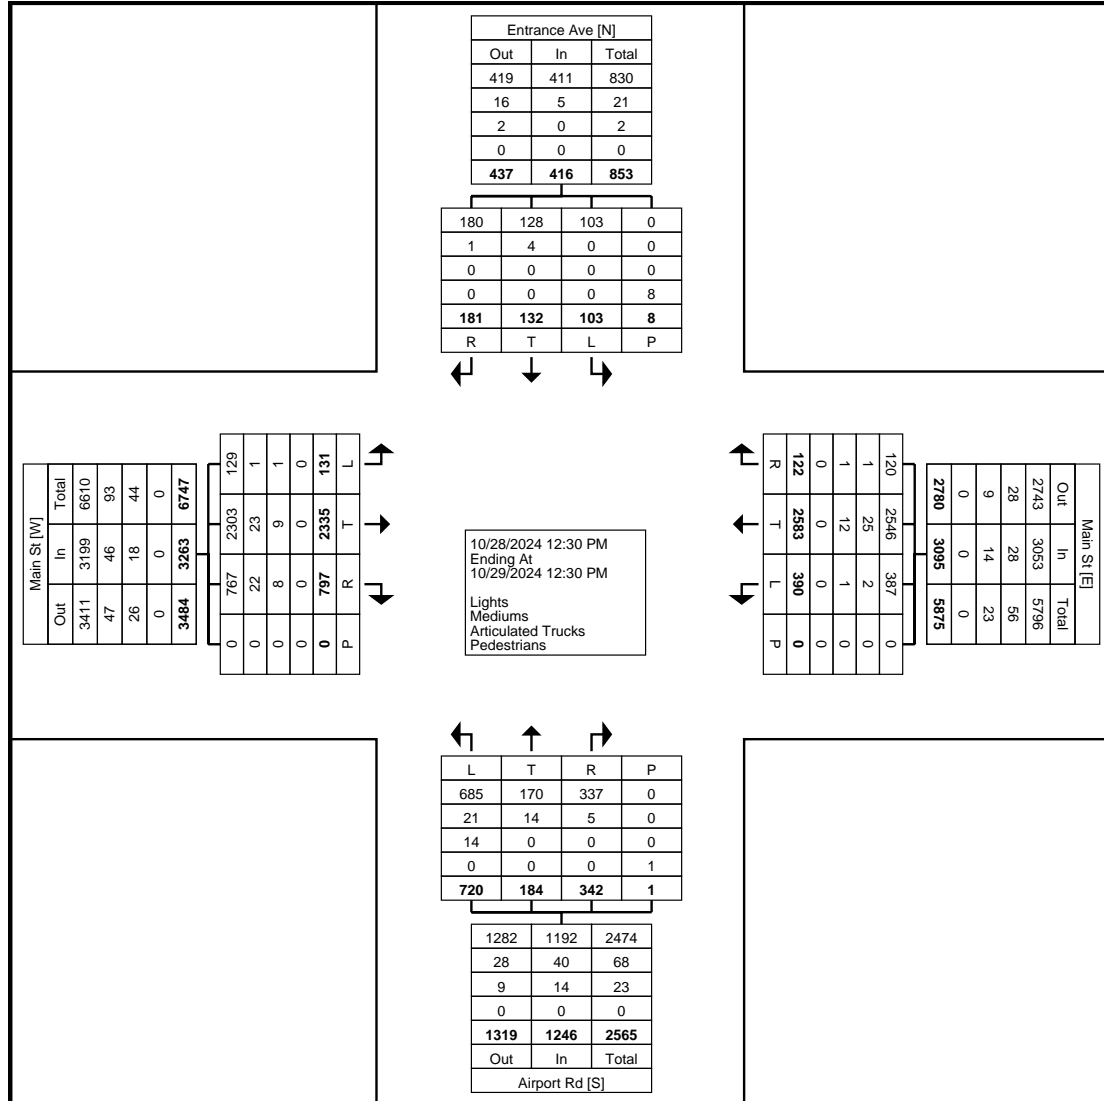 Entrance Ave [N]
Out In Total
419 411 830
16 5 21
2 0 2
0 0 0
437 416 853
180 128 103 0
1 4 0 0
0 0 0 0
0 0 0 8
181 132 103 8
R T L P
Main St [W]
Total 6610 93 44 0 6747
In 3199 46 18 0 3263
Out 3411 47 26 0 3484
129 1 1 0 131 L
2303 23 9 0 2335 T
767 22 8 0 797 R
0 0 0 0 0 P
10/28/2024 12:30 PM
Ending At
10/29/2024 12:30 PM
Lights
Mediums
Articulated Trucks
Pedestrians
R 122 0 1 1 120
T 2583 0 12 25 2546
L 390 0 1 2 387
P 0 0 0 0 0
2780 0 9 28 2743 Out
3095 0 14 28 3053 In
5875 0 23 56 5796 Total
Main St [E]
L T R P
685 170 337 0
21 14 5 0
14 0 0 0
0 0 0 1
720 184 342 1
1282 1192 2474
28 40 68
9 14 23
0 0 0
1319 1246 2565
Out In Total
Airport Rd [S]